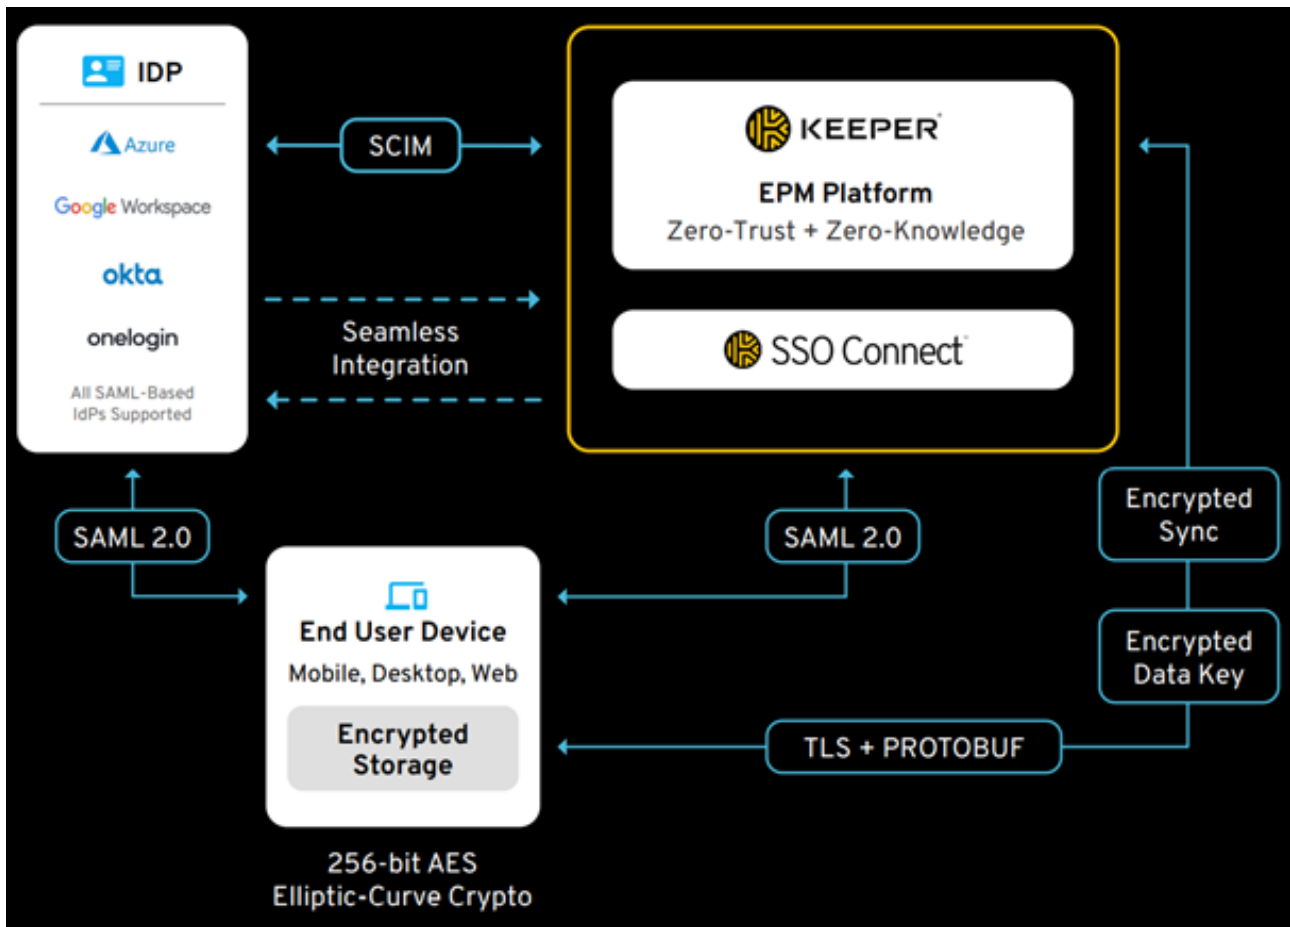 IDP
Azure
Google Workspace
okta
onelogin
All SAML-Based
IdPs Supported
SCIM
Seamless
Integration
KEEPER
EPM Platform
Zero-Trust + Zero-Knowledge
SSO Connect
SAML 2.0
SAML 2.0
Encrypted
Sync
Encrypted
Data Key
TLS + PROTOBUF
End User Device
Mobile, Desktop, Web
Encrypted
Storage
256-bit AES
Elliptic-Curve Crypto